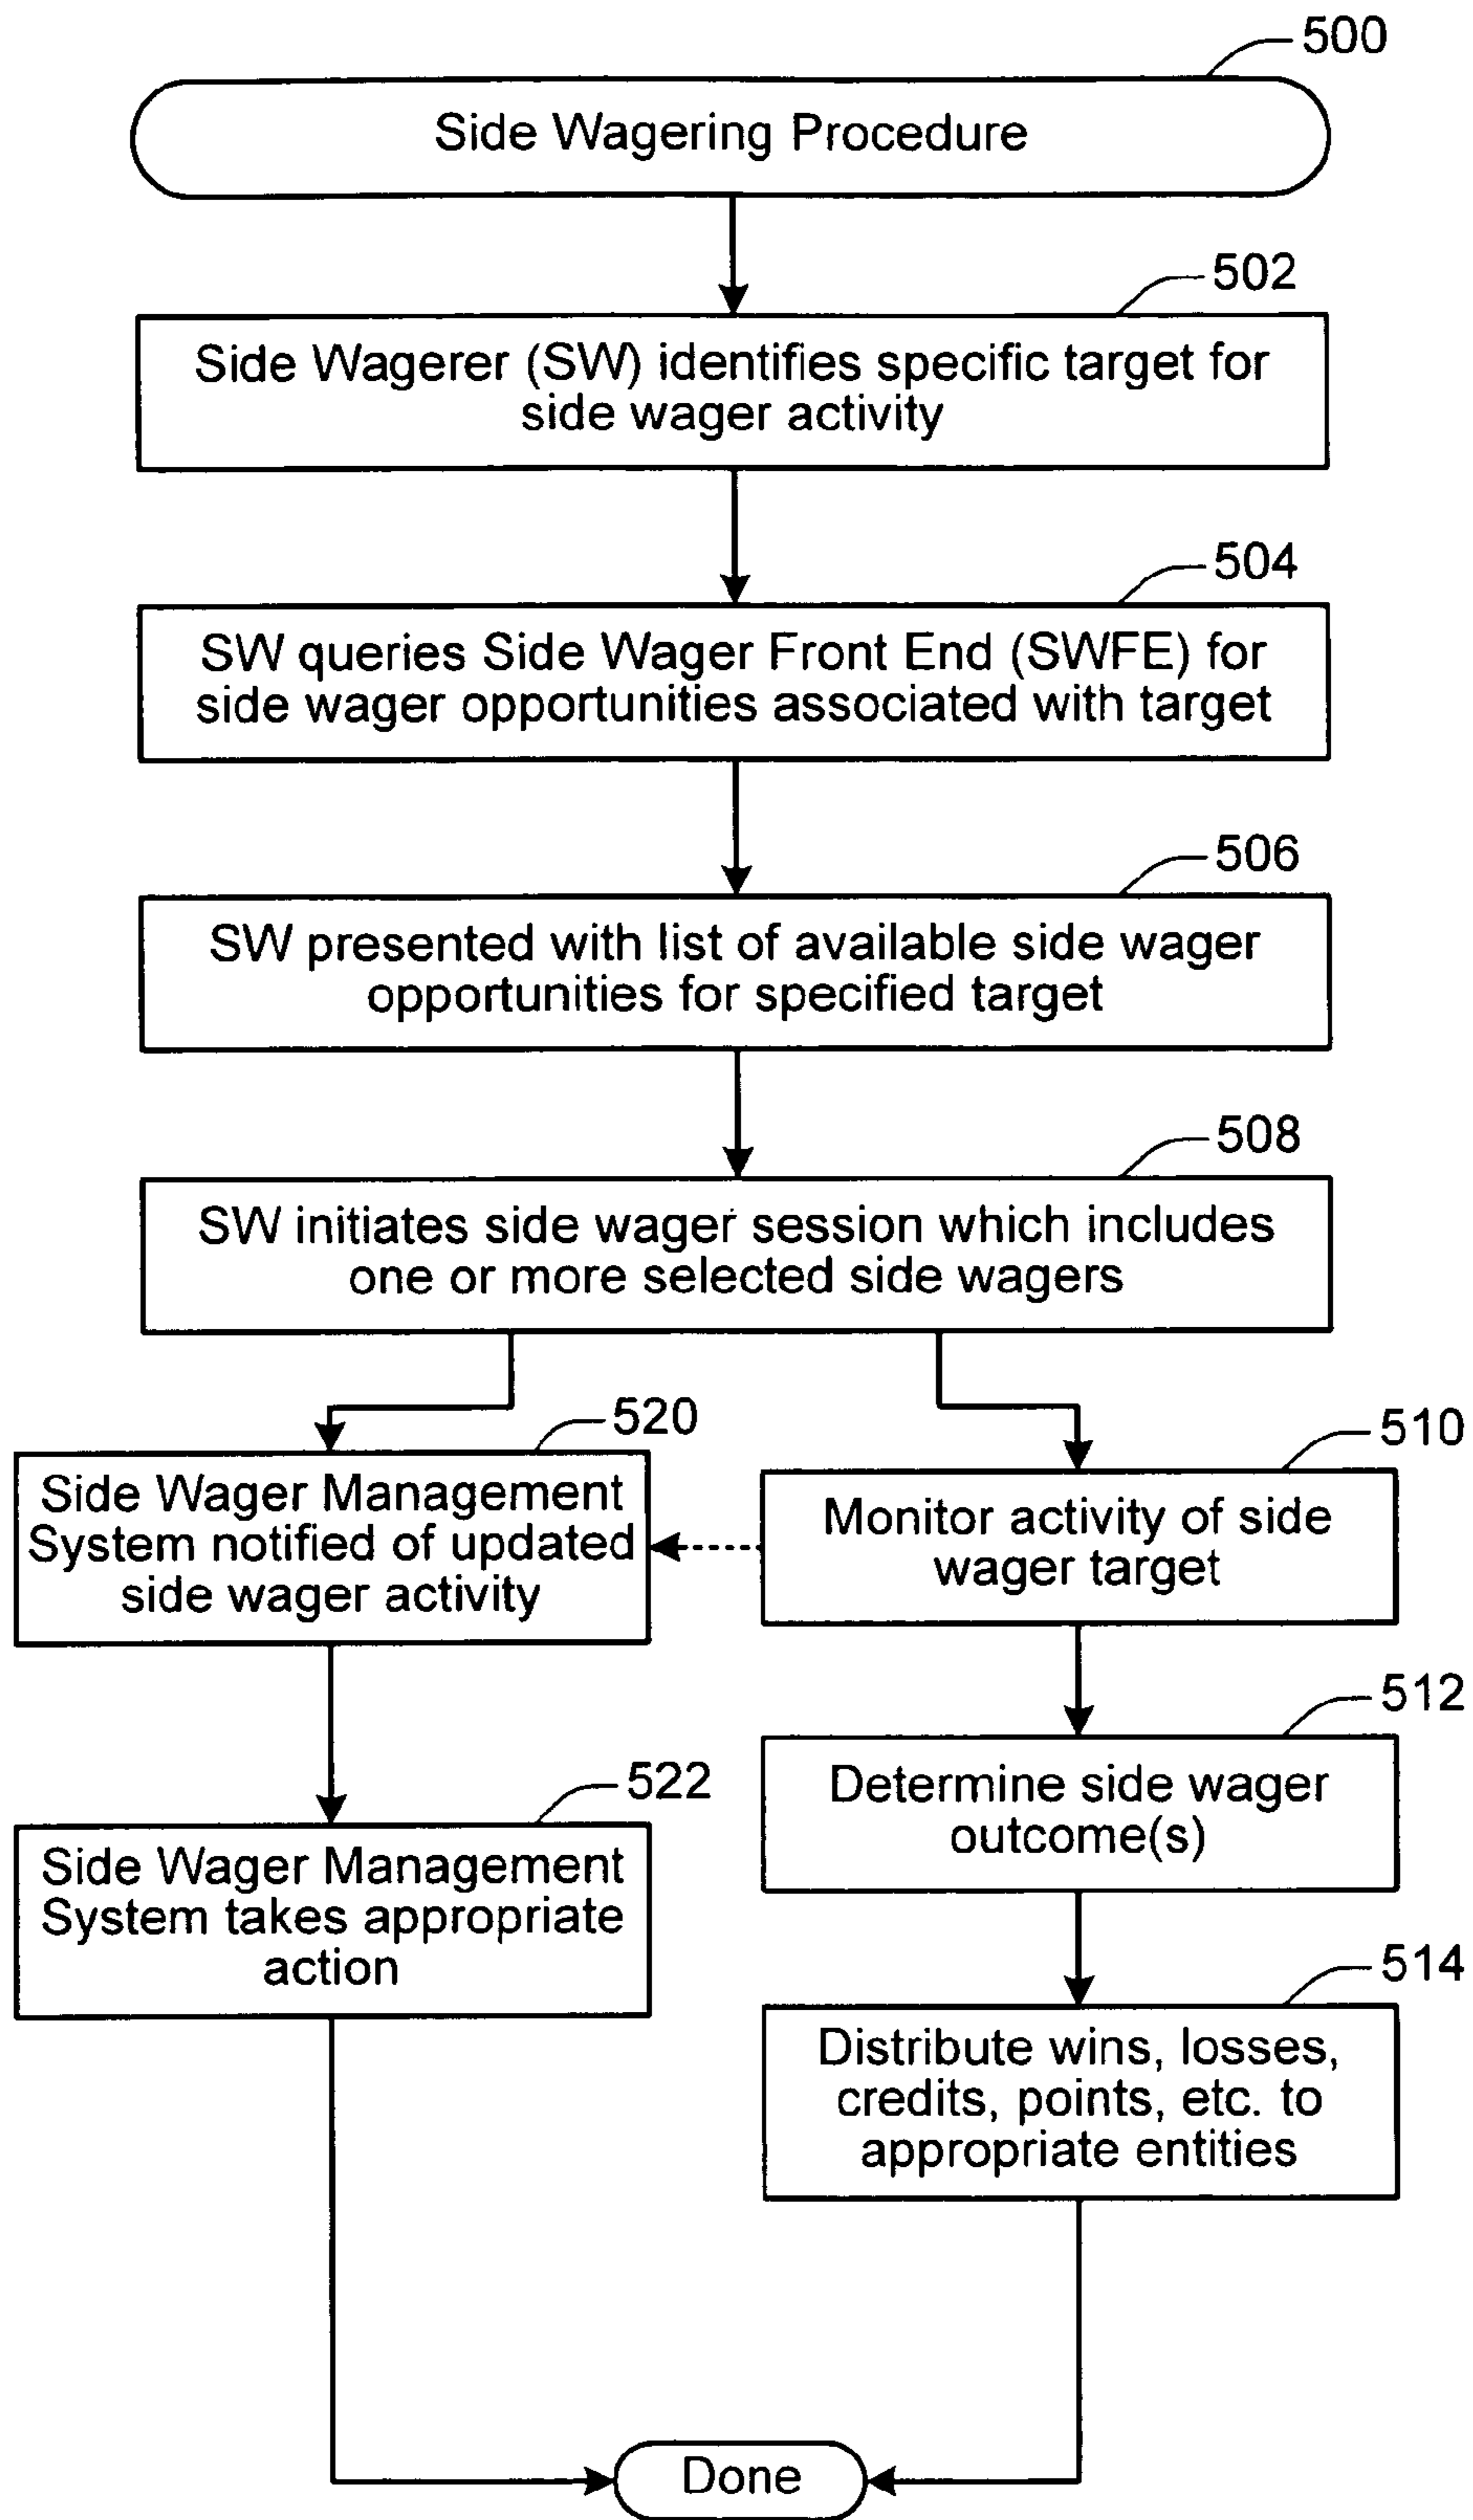 500
Side Wagering Procedure
502
Side Wagerer (SW) identifies specific target for
side wager activity
504
SW queries Side Wager Front End (SWFE) for
side wager opportunities associated with target
506
SW presented with list of available side wager
opportunities for specified target
508
SW initiates side wager session which includes
one or more selected side wagers
520
Side Wager Management
System notified of updated
side wager activity
510
Monitor activity of side
wager target
512
Determine side wager
outcome(s)
522
Side Wager Management
System takes appropriate
action
514
Distribute wins, losses,
credits, points, etc. to
appropriate entities
Done